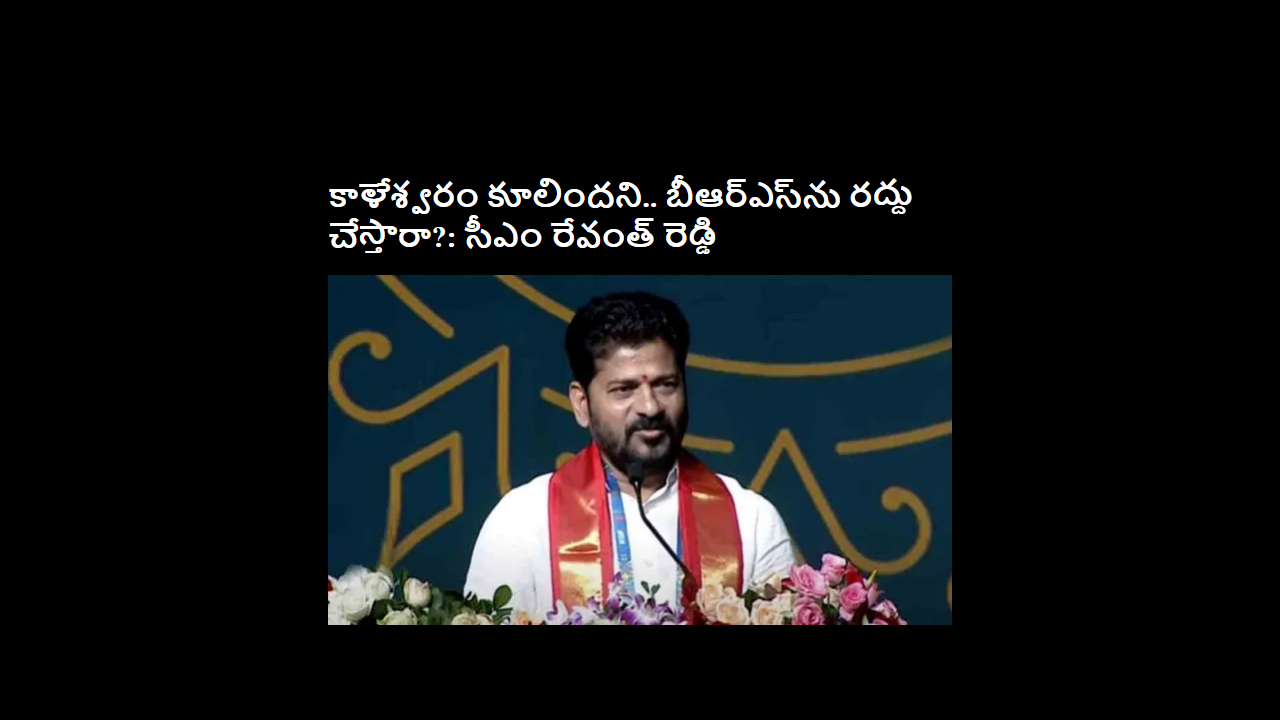 కాళేశ్వరం కూలిందని.. బీఆర్ఎస్‌ను రద్దు
చేస్తారా?: సీఎం రేవంత్ రెడ్డి